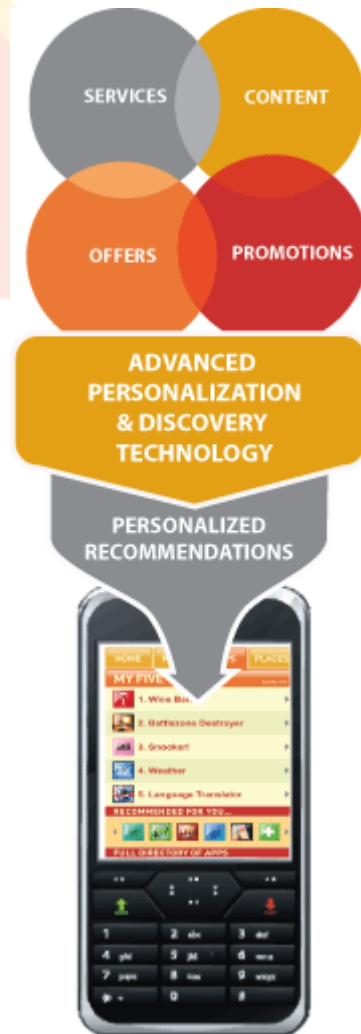 SERVICES
CONTENT
OFFERS
PROMOTIONS
ADVANCED
PERSONALIZATION
& DISCOVERY
TECHNOLOGY
PERSONALIZED
RECOMMENDATIONS
HOME PLACES
MY FIVE
1. Wine
2. Battlezone Destroyer
3. Snooker!
4. Weather
5. Language Translator
RECOMMENDED FOR YOU...
FULL DIRECTORY OF APPS
1 2 abc 3 def
4 ghi 5 jkl 6 mno
7 pqrs 8 tuv 9 wxyz
0 #